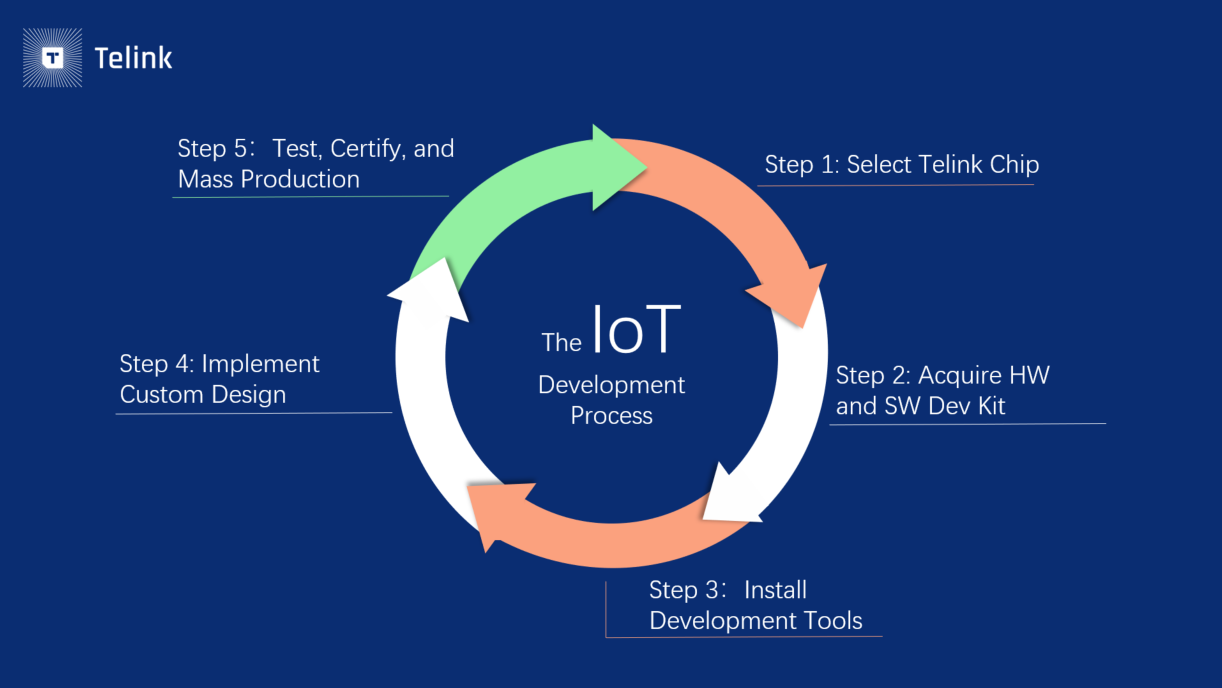 Telink
Step 5： Test, Certify, and
Mass Production
Step 1: Select Telink Chip
The IoT
Development
Process
Step 4: Implement
Custom Design
Step 2: Acquire HW
and SW Dev Kit
Step 3： Install
Development Tools